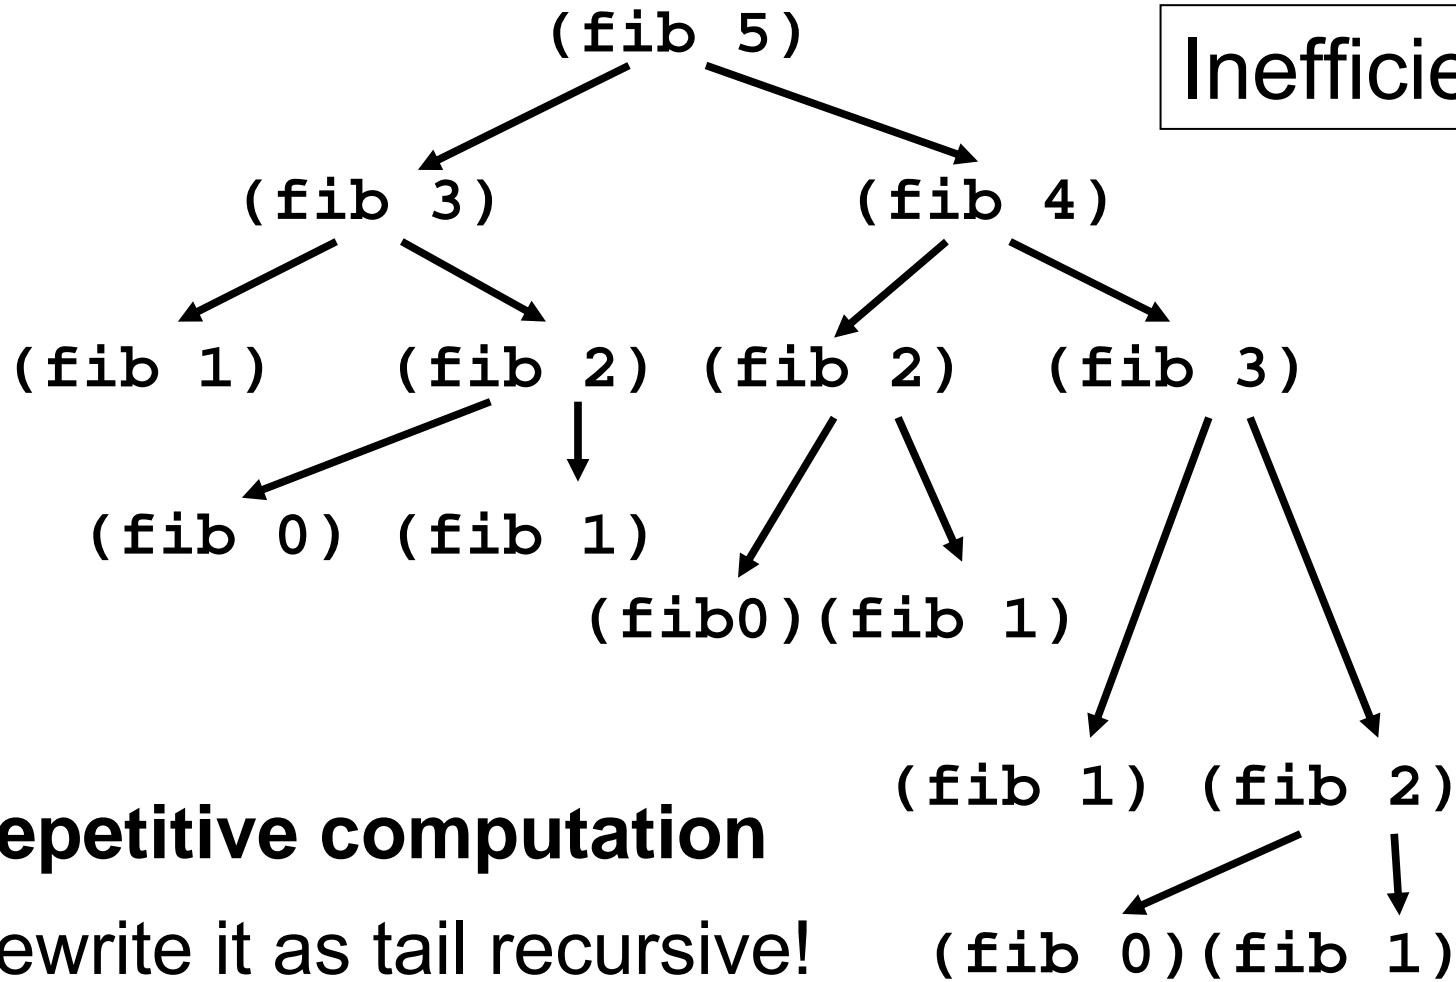 (fib 5)
(fib 3) (fib 4)
(fib 1) (fib 2) (fib 2) (fib 3)
(fib 0) (fib 1)
(fib0)(fib 1)
(fib 1) (fib 2)
epetitive computation
ewrite it as tail recursive!
(fib 0)(fib 1)